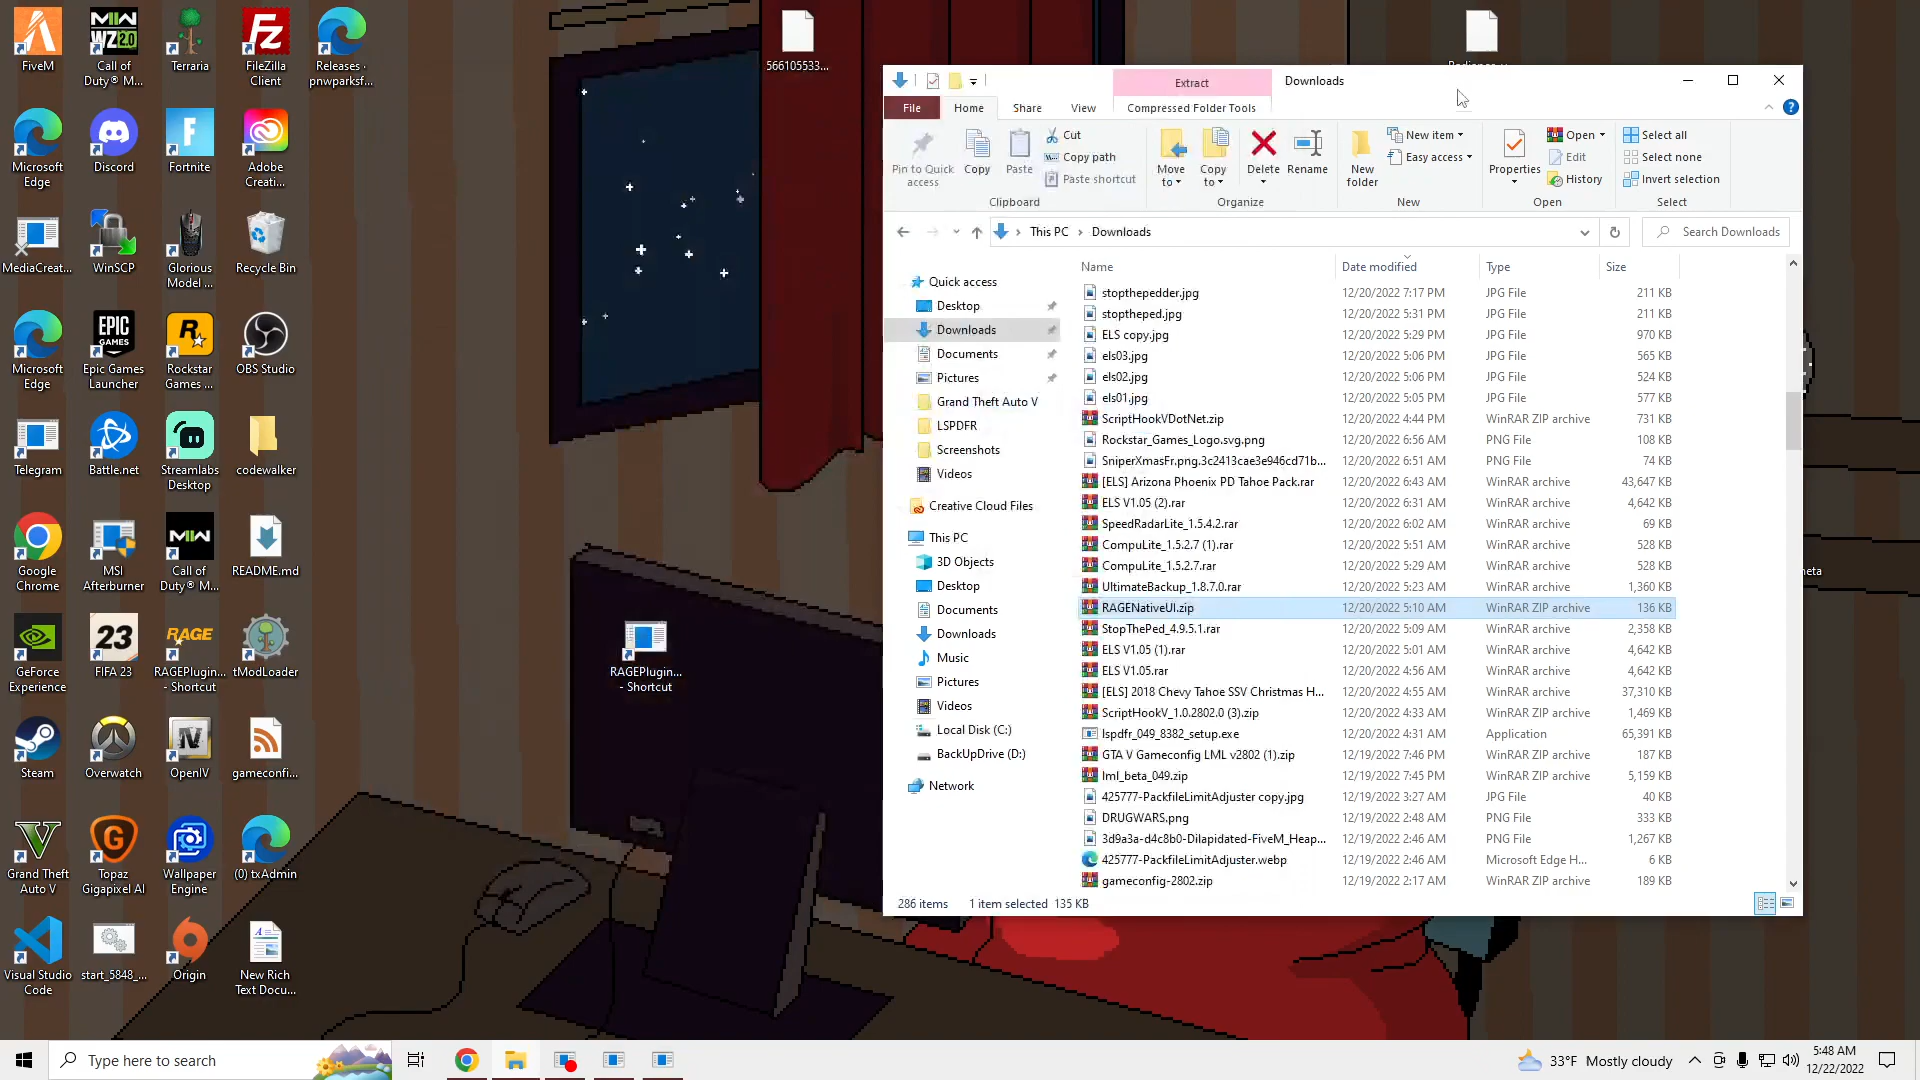 FiveM
Call of
Duty® M...
Terraria
FileZilla
Client
Releases ·
pnwparksf...
566105533...
Microsoft
Edge
Discord
Fortnite
Adobe
Creati...
MediaCreat...
WinSCP
Glorious
Model ...
Recycle Bin
Microsoft
Edge
Epic Games
Launcher
Rockstar
Games ...
OBS Studio
Telegram
Battle.net
Streamlabs
Desktop
codewalker
Google
Chrome
MSI
Afterburner
Call of
Duty® M...
README.md
GeForce
Experience
FIFA 23
RAGEPlugin...
- Shortcut
tModLoader
Steam
Overwatch
OpenIV
gameconfi...
Grand Theft
Auto V
Topaz
Gigapixel AI
Wallpaper
Engine
(0) txAdmin
Visual Studio
Code
start_5848_...
Origin
New Rich
Text Docu...
RAGEPlugin...
- Shortcut
Extract
Downloads
File
Home
Share
View
Compressed Folder Tools
Pin to Quick
access
Copy
Paste
Cut
Copy path
Paste shortcut
Clipboard
Move
to
Copy
to
Delete
Rename
Organize
New
folder
New item
Easy access
New
Properties
Open
Edit
History
Open
Select all
Select none
Invert selection
Select
This PC
Downloads
Search Downloads
Quick access
Desktop
Downloads
Documents
Pictures
Grand Theft Auto V
LSPDFR
Screenshots
Videos
Creative Cloud Files
This PC
3D Objects
Desktop
Documents
Downloads
Music
Pictures
Videos
Local Disk (C:)
BackUpDrive (D:)
Network
Name Date modified Type Size
stopthepedder.jpg 12/20/2022 7:17 PM JPG File 211 KB
stoptheped.jpg 12/20/2022 5:31 PM JPG File 211 KB
ELS copy.jpg 12/20/2022 5:29 PM JPG File 970 KB
els03.jpg 12/20/2022 5:06 PM JPG File 565 KB
els02.jpg 12/20/2022 5:06 PM JPG File 524 KB
els01.jpg 12/20/2022 5:05 PM JPG File 577 KB
ScriptHookVDotNet.zip 12/20/2022 4:44 PM WinRAR ZIP archive 731 KB
Rockstar_Games_Logo.svg.png 12/20/2022 6:56 AM PNG File 108 KB
SniperXmasFr.png.3c2413cae3e946cd71b... 12/20/2022 6:51 AM PNG File 74 KB
[ELS] Arizona Phoenix PD Tahoe Pack.rar 12/20/2022 6:43 AM WinRAR archive 43,647 KB
ELS V1.05 (2).rar 12/20/2022 6:31 AM WinRAR archive 4,642 KB
SpeedRadarLite_1.5.4.2.rar 12/20/2022 6:02 AM WinRAR archive 69 KB
CompuLite_1.5.2.7 (1).rar 12/20/2022 5:51 AM WinRAR archive 528 KB
CompuLite_1.5.2.7.rar 12/20/2022 5:29 AM WinRAR archive 528 KB
UltimateBackup_1.8.7.0.rar 12/20/2022 5:23 AM WinRAR archive 1,360 KB
RAGENativeUI.zip 12/20/2022 5:10 AM WinRAR ZIP archive 136 KB
StopThePed_4.9.5.1.rar 12/20/2022 5:09 AM WinRAR archive 2,358 KB
ELS V1.05 (1).rar 12/20/2022 5:01 AM WinRAR archive 4,642 KB
ELS V1.05.rar 12/20/2022 4:56 AM WinRAR archive 4,642 KB
[ELS] 2018 Chevy Tahoe SSV Christmas H... 12/20/2022 4:55 AM WinRAR archive 37,310 KB
ScriptHookV_1.0.2802.0 (3).zip 12/20/2022 4:33 AM WinRAR ZIP archive 1,469 KB
lspdfr_049_8382_setup.exe 12/20/2022 4:31 AM Application 65,391 KB
GTA V Gameconfig LML v2802 (1).zip 12/19/2022 7:46 PM WinRAR ZIP archive 187 KB
lml_beta_049.zip 12/19/2022 7:45 PM WinRAR ZIP archive 5,159 KB
425777-PackfileLimitAdjuster copy.jpg 12/19/2022 3:27 AM JPG File 40 KB
DRUGWARS.png 12/19/2022 2:48 AM PNG File 333 KB
3d9a3a-d4c8b0-Dilapidated-FiveM_Heap... 12/19/2022 2:46 AM PNG File 1,267 KB
425777-PackfileLimitAdjuster.webp 12/19/2022 2:46 AM Microsoft Edge H... 6 KB
gameconfig-2802.zip 12/19/2022 2:17 AM WinRAR ZIP archive 189 KB
286 items 1 item selected 135 KB
Type here to search
33°F Mostly cloudy
5:48 AM
12/22/2022